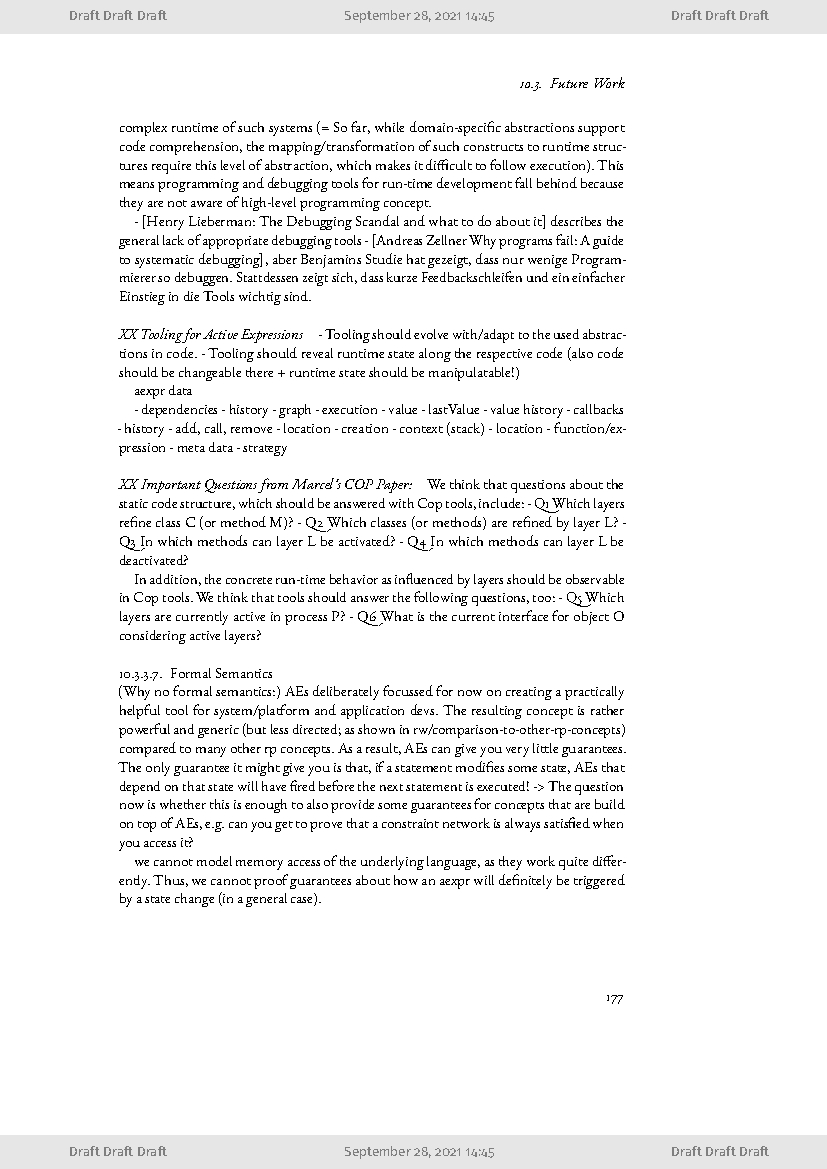 Draft Draft Draft September 28, 2021 14:45 Draft Draft Draft
10.3. Future Work
complex runtime of such systems (= So far, while domain-specific abstractions support
code comprehension, the mapping/transformation of such constructs to runtime struc-
tures require this level of abstraction, which makes it difficult to follow execution). This
means programming and debugging tools for run-time development fall behind because
they are not aware of high-level programming concept.
- [Henry Lieberman: The Debugging Scandal and what to do about it] describes the
general lack of appropriate debugging tools - [Andreas Zellner Why programs fail: A guide
to systematic debugging], aber Benjamins Studie hat gezeigt, dass nur wenige Program-
mierer so debuggen. Stattdessen zeigt sich, dass kurze Feedbackschleifen und ein einfacher
Einstieg in die Tools wichtig sind.
XX Tooling for Active Expressions - Tooling should evolve with/adapt to the used abstrac-
tions in code. - Tooling should reveal runtime state along the respective code (also code
should be changeable there + runtime state should be manipulatable!)
aexpr data
- dependencies - history - graph - execution - value - lastValue - value history - callbacks
- history - add, call, remove - location - creation - context (stack) - location - function/ex-
pression - meta data - strategy
XX Important Questions from Marcel's COP Paper: We think that questions about the
static code structure, which should be answered with Cop tools, include: - Q1 Which layers
refine class C (or method M)? - Q2 Which classes (or methods) are refined by layer L? -
Q3 In which methods can layer L be activated? - Q4 In which methods can layer L be
deactivated?
In addition, the concrete run-time behavior as influenced by layers should be observable
in Cop tools. We think that tools should answer the following questions, too: - Q5 Which
layers are currently active in process P? - Q6 What is the current interface for object O
considering active layers?
10.3.3.7. Formal Semantics
(Why no formal semantics:) AEs deliberately focussed for now on creating a practically
helpful tool for system/platform and application devs. The resulting concept is rather
powerful and generic (but less directed; as shown in rw/comparison-to-other-rp-concepts)
compared to many other rp concepts. As a result, AEs can give you very little guarantees.
The only guarantee it might give you is that, if a statement modifies some state, AEs that
depend on that state will have fired before the next statement is executed! -> The question
now is whether this is enough to also provide some guarantees for concepts that are build
on top of AEs, e.g. can you get to prove that a constraint network is always satisfied when
you access it?
we cannot model memory access of the underlying language, as they work quite differ-
ently. Thus, we cannot proof guarantees about how an aexpr will definitely be triggered
by a state change (in a general case).
177
Draft Draft Draft September 28, 2021 14:45 Draft Draft Draft